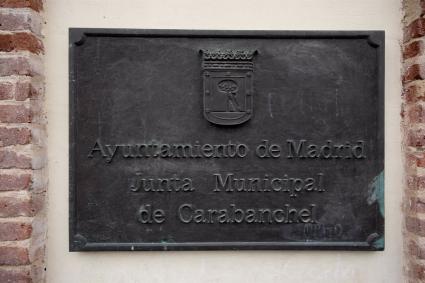 Ayuntamiento de Madrid
Junta Municipal
de Carabanchel